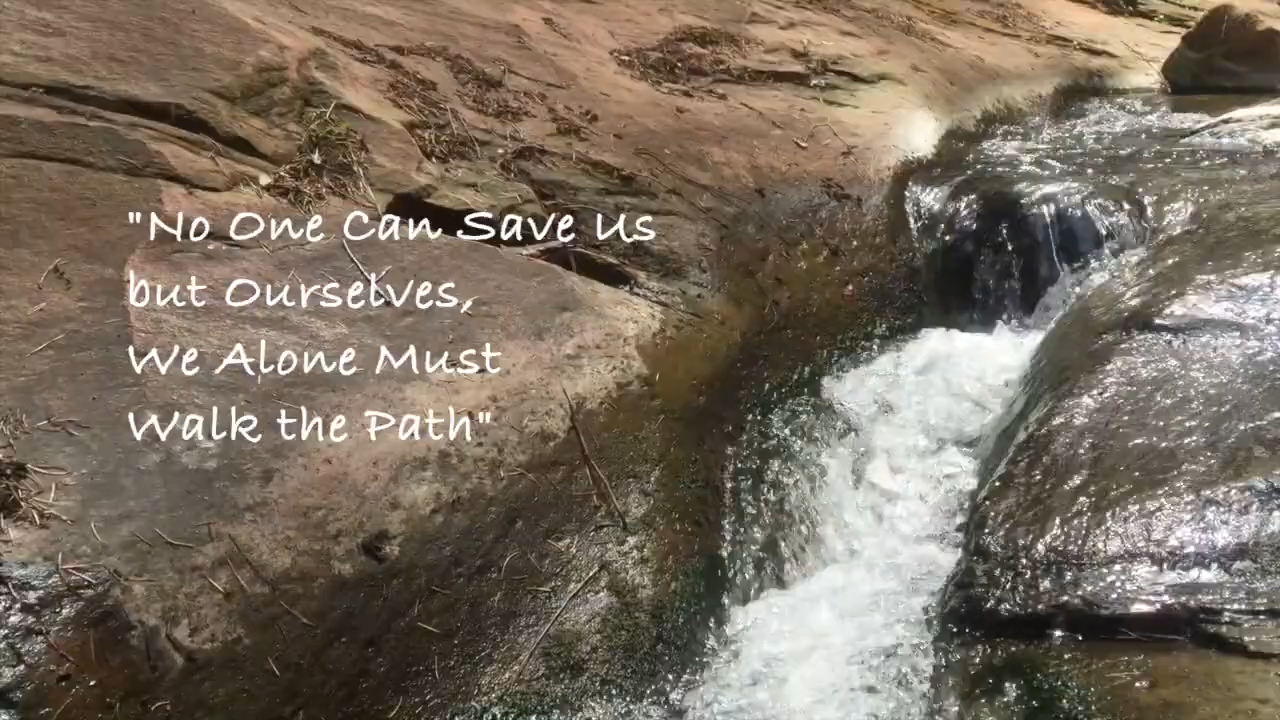 "No One Can Save Us
but Ourselves,
We Alone Must
Walk the Path"